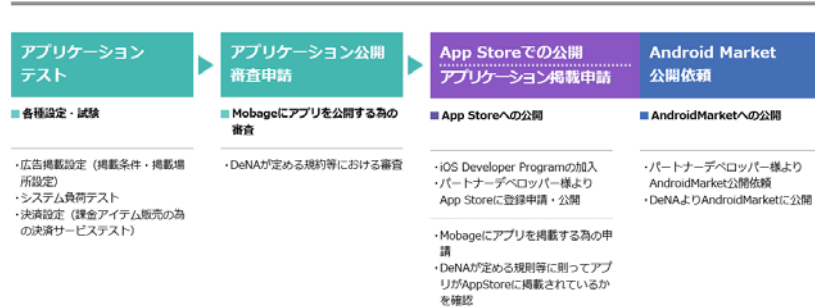 アプリケーション
テスト
■各種設定・試験
・広告掲載設定（掲載条件・掲載場
所設定）
・システム負荷テスト
・決済設定（課金アイテム販売の為
の決済サービステスト）
アプリケーション公開
審査申請
■Mobageにアプリを公開する為の
審査
・DeNAが定める規約等における審査
App Storeでの公開
アプリケーション掲載申請
■App Storeへの公開
・iOS Developer Programの加入
・パートナーデベロッパー様より
App Storeに登録申請・公開
・Mobageにアプリを掲載する為の申
請
・DeNAが定める規則等に則ってアプ
リがAppStoreに掲載されているか
を確認
Android Market
公開依頼
■AndroidMarketへの公開
・パートナーデベロッパー様より
AndroidMarket公開依頼
・DeNAよりAndroidMarketに公開